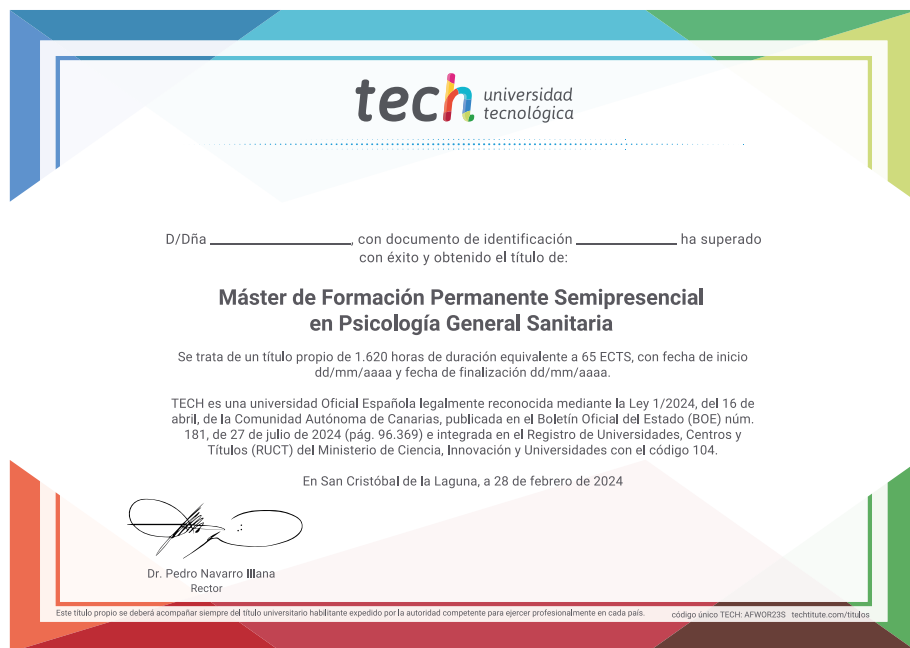 tech universidad
tecnológica
D/Dña ____________________, con documento de identificación ______________ ha superado
con éxito y obtenido el título de:
Máster de Formación Permanente Semipresencial
en Psicología General Sanitaria
Se trata de un título propio de 1.620 horas de duración equivalente a 65 ECTS, con fecha de inicio
dd/mm/aaaa y fecha de finalización dd/mm/aaaa.
TECH es una universidad Oficial Española legalmente reconocida mediante la Ley 1/2024, del 16 de
abril, de la Comunidad Autónoma de Canarias, publicada en el Boletín Oficial del Estado (BOE) núm.
181, de 27 de julio de 2024 (pág. 96.369) e integrada en el Registro de Universidades, Centros y
Títulos (RUCT) del Ministerio de Ciencia, Innovación y Universidades con el código 104.
En San Cristóbal de la Laguna, a 28 de febrero de 2024
Dr. Pedro Navarro Illana
Rector
Este título propio se deberá acompañar siempre del título universitario habilitante expedido por la autoridad competente para ejercer profesionalmente en cada país. código único TECH: AFWOR23S techtitute.com/titulos